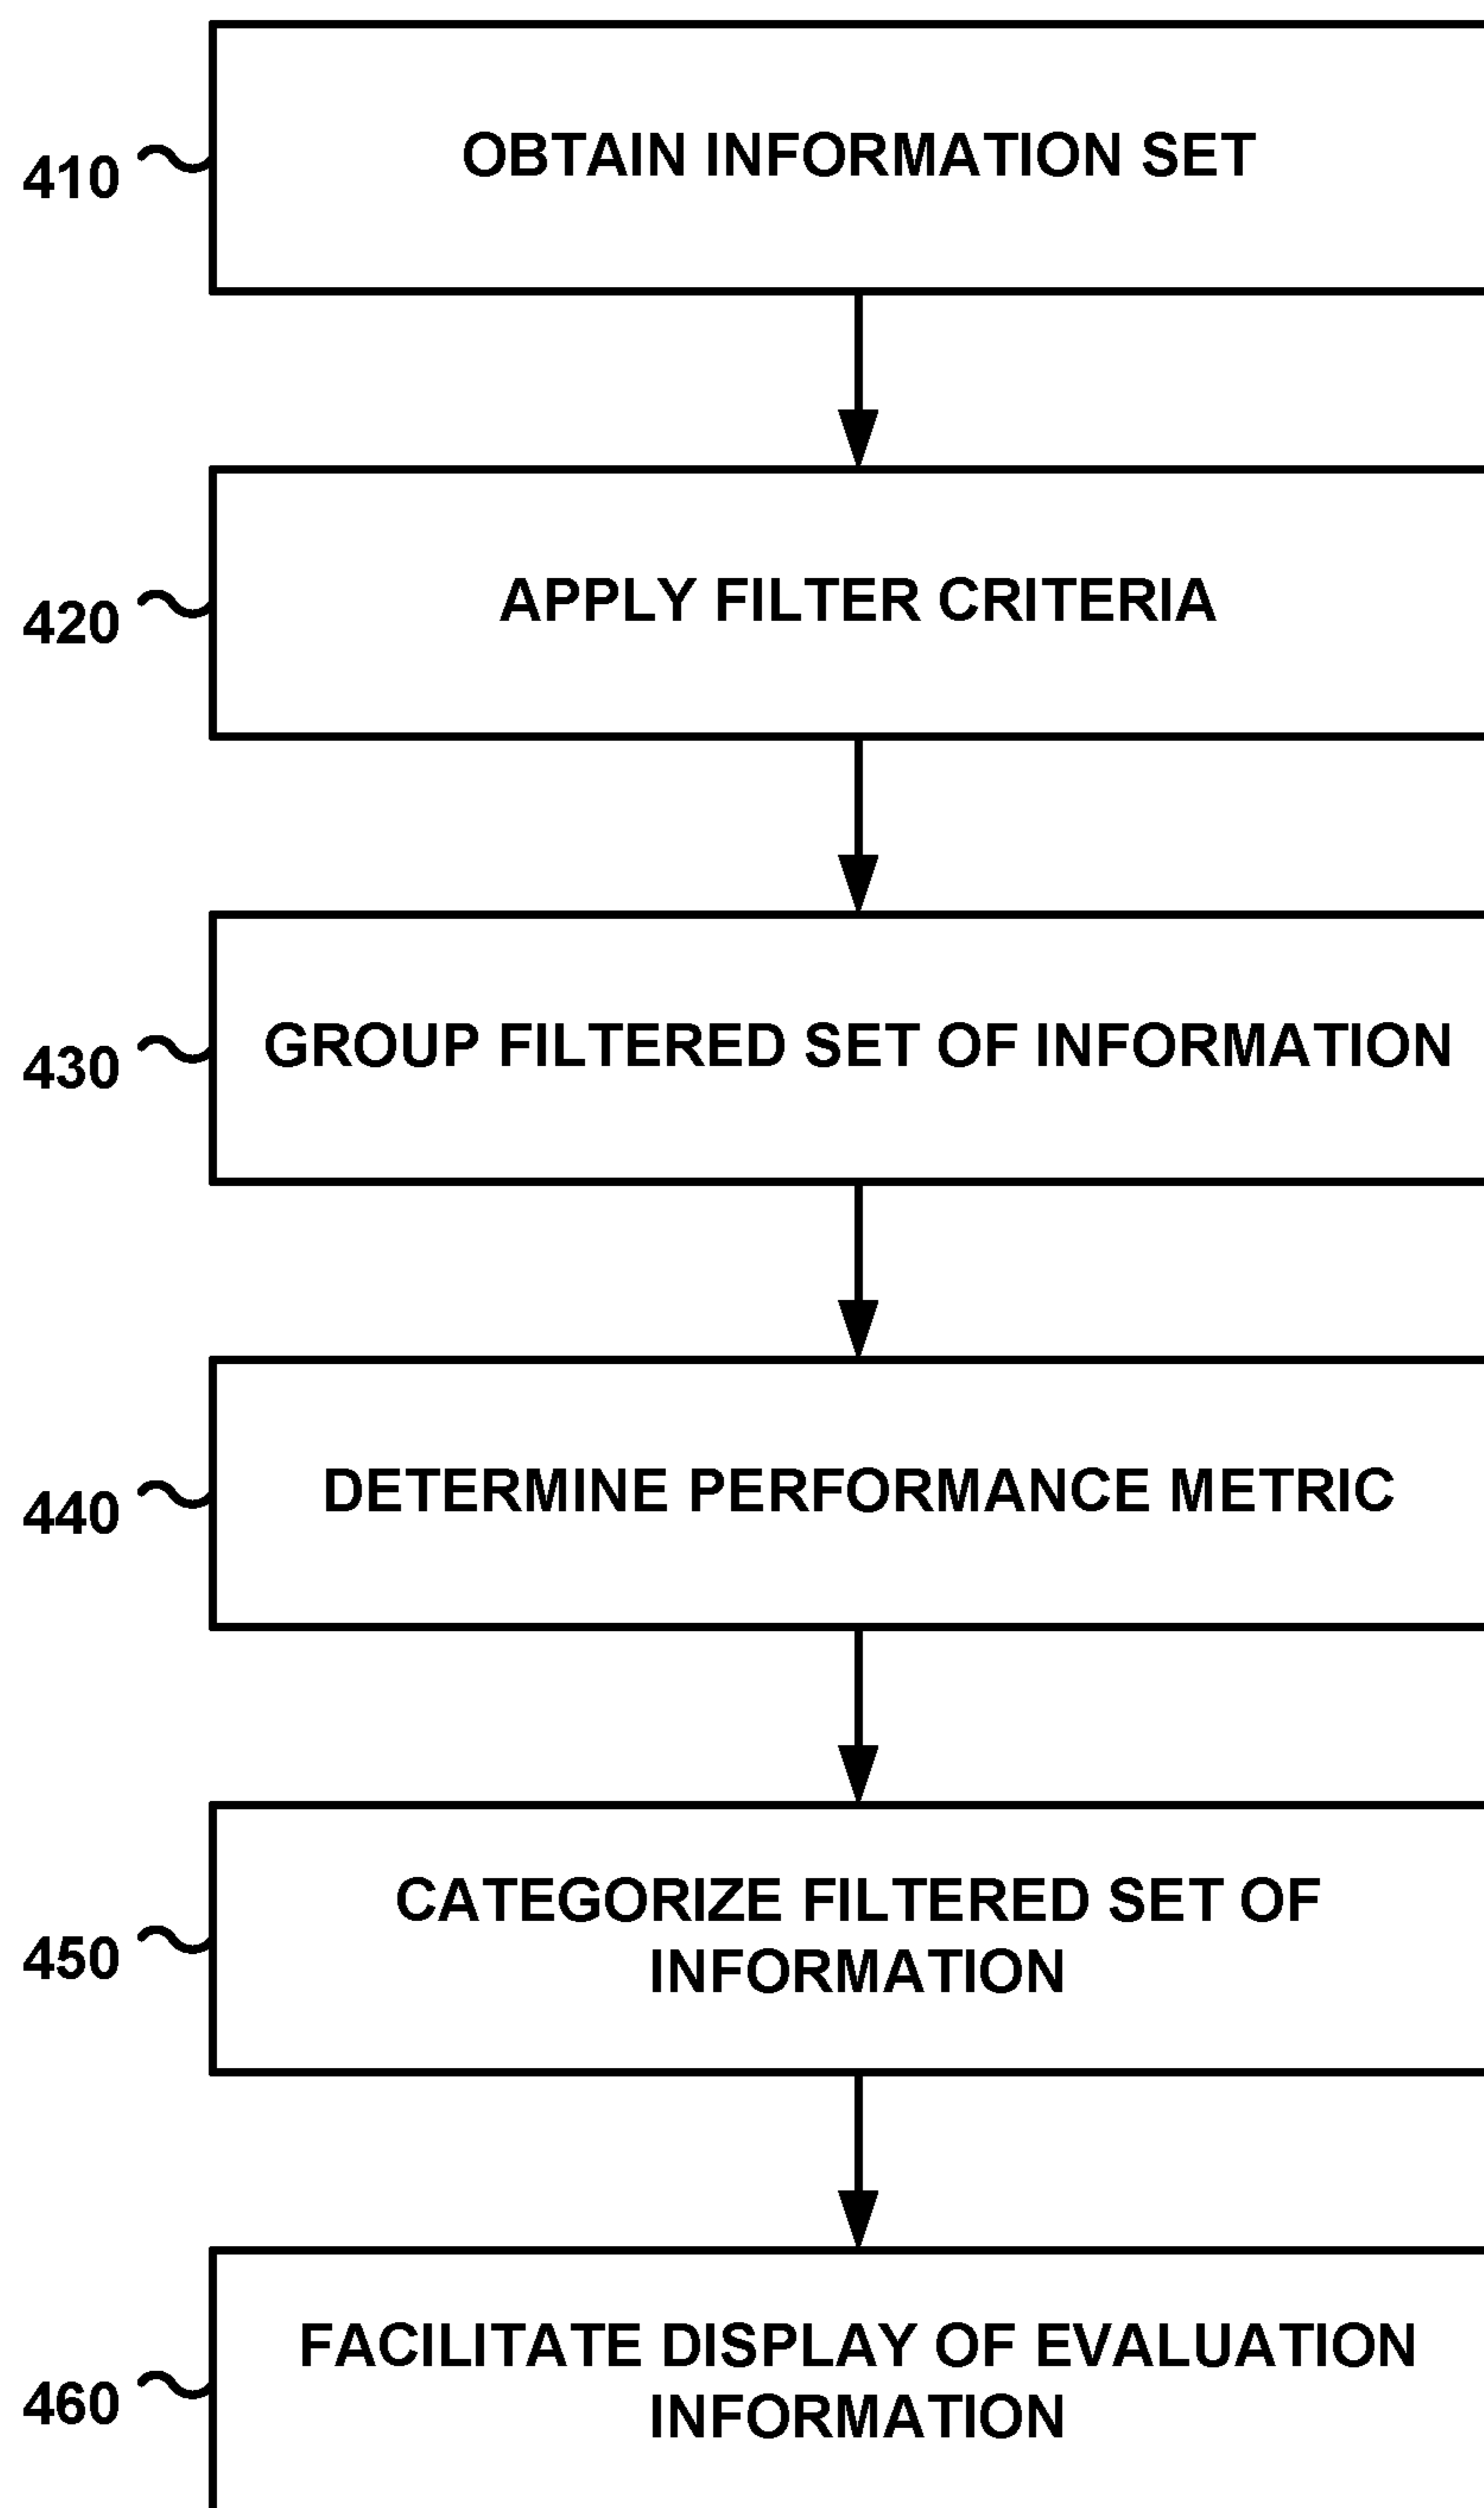 410
OBTAIN INFORMATION SET
420
APPLY FILTER CRITERIA
430
GROUP FILTERED SET OF INFORMATION
440
DETERMINE PERFORMANCE METRIC
450
CATEGORIZE FILTERED SET OF
INFORMATION
460
FACILITATE DISPLAY OF EVALUATION
INFORMATION